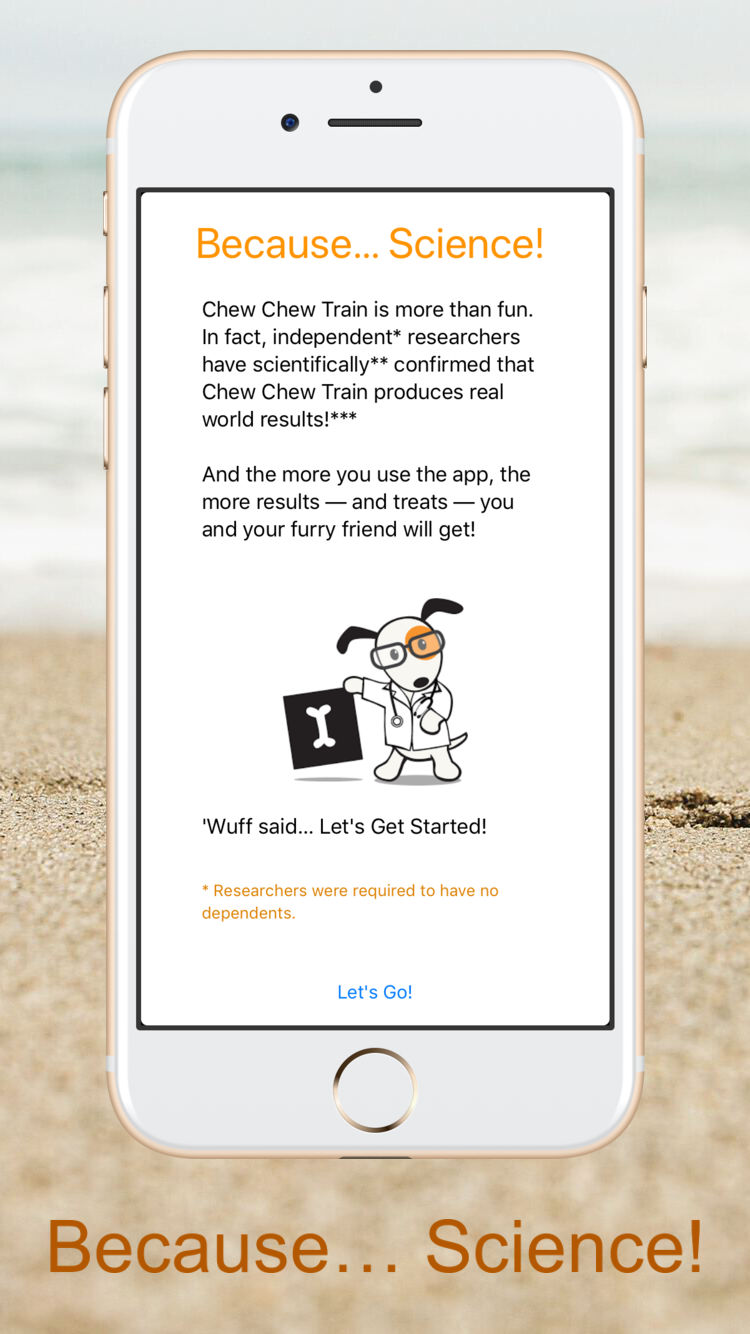 Because... Science!
Chew Chew Train is more than fun.
In fact, independent* researchers
have scientifically** confirmed that
Chew Chew Train produces real
world results!***
And the more you use the app, the
more results — and treats — you
and your furry friend will get!
'Wuff said... Let's Get Started!
* Researchers were required to have no
dependents.
Let's Go!
Because... Science!